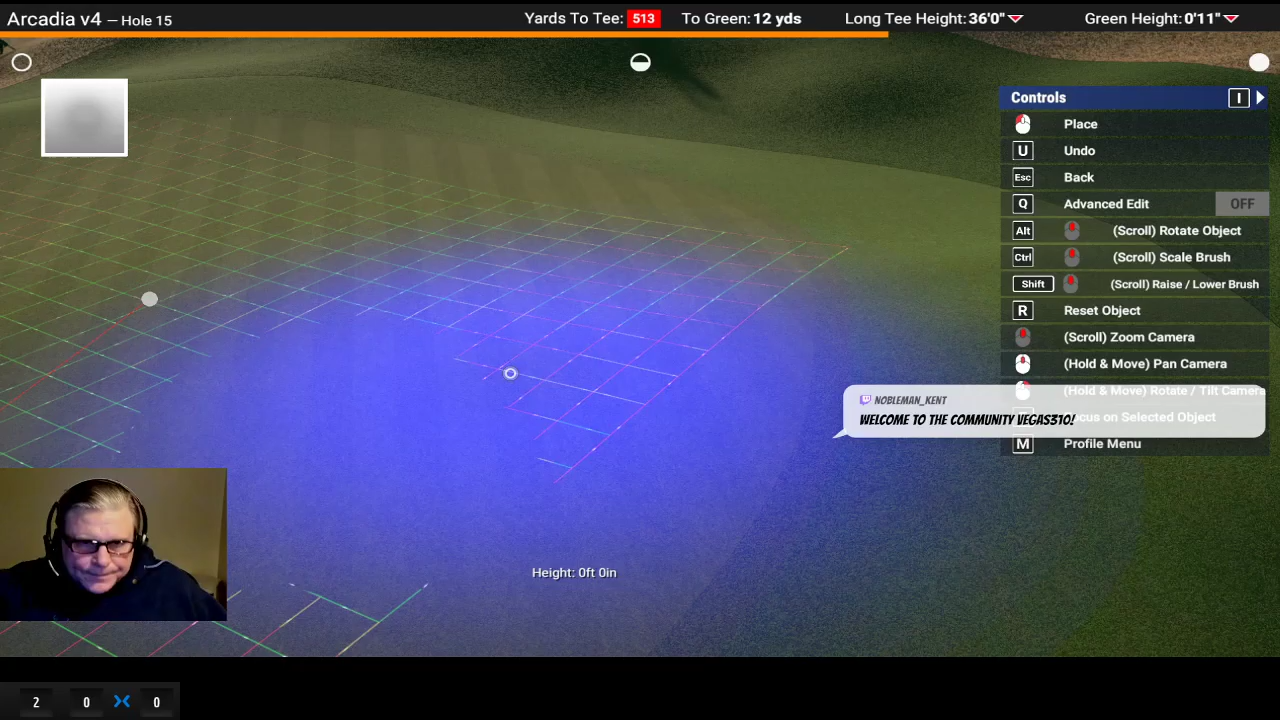 Arcadia v4 – Hole 15
Yards To Tee: 513 To Green: 12 yds Long Tee Height: 36'0" Green Height: 0'11"
Controls I
Place
U Undo
Esc Back
Q Advanced Edit OFF
Alt (Scroll) Rotate Object
Ctrl (Scroll) Scale Brush
Shift (Scroll) Raise / Lower Brush
R Reset Object
(Scroll) Zoom Camera
(Hold & Move) Pan Camera
(Hold & Move) Rotate / Tilt Camera
NOBLEMAN_KENT
WELCOME TO THE COMMUNITY VEGAS310!
on Selected Object
M Profile Menu
Height: 0ft 0in
2 0 0